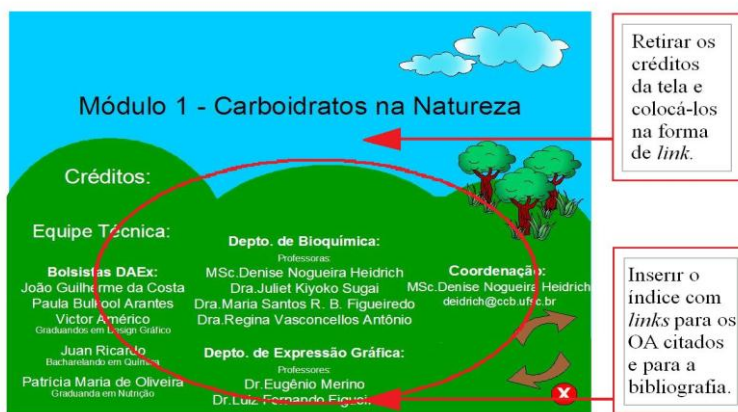 Módulo 1 - Carboidratos na Natureza
Créditos:
Equipe Técnica:
Bolsistas DAEx:
João Guilherme da Costa
Paula Bulkool Arantes
Victor Américo
Graduandos em Design Gráfico
Juan Ricardo
Bacharelando em Química
Patrícia Maria de Oliveira
Graduanda em Nutrição
Depto. de Bioquímica:
Professoras:
MSc.Denise Nogueira Heidrich
Dra.Juliet Kiyoko Sugai
Dra.Maria Santos R. B. Figueiredo
Dra.Regina Vasconcellos Antônio
Depto. de Expressão Gráfica:
Professores:
Dr.Eugênio Merino
Dr.Luiz Fernando
Coordenação:
MSc.Denise Nogueira Heidrich
deidrich@ccb.ufsc.br
X
Retirar os
créditos
da tela e
colocá-los
na forma
de link.
Inserir o
índice com
links para os
OA citados
e para a
bibliografia.